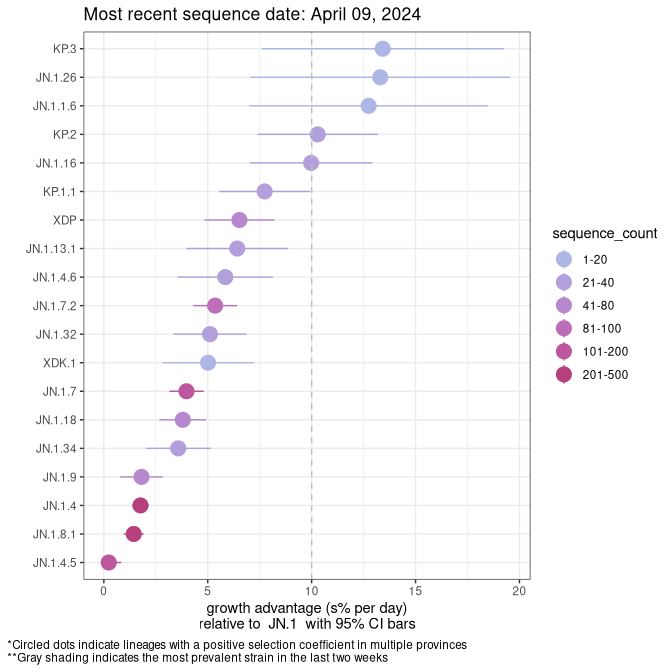 Most recent sequence date: April 09, 2024
KP.3
JN.1.26
JN.1.1.6
KP.2
JN.1.16
KP.1.1
XDP
JN.1.13.1
JN.1.4.6
JN.1.7.2
JN.1.32
XDK.1
JN.1.7
JN.1.18
JN.1.34
JN.1.9
JN.1.4
JN.1.8.1
JN.1.4.5
0 5 10 15 20
growth advantage (s% per day)
relative to JN.1 with 95% CI bars
sequence_count
1-20
21-40
41-80
81-100
101-200
201-500
*Circled dots indicate lineages with a positive selection coefficient in multiple provinces
**Gray shading indicates the most prevalent strain in the last two weeks